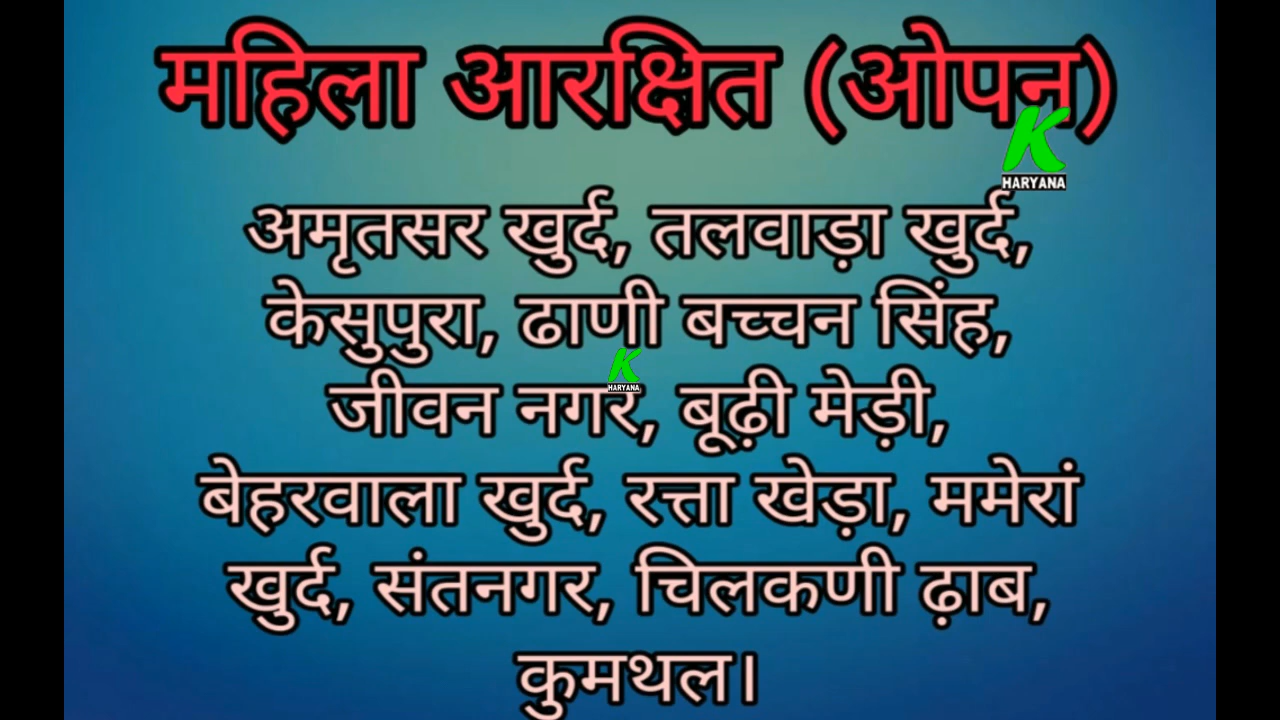 महिला आरक्षित (ओपन)
K
HARYANA
अमृतसर खुर्द, तलवाड़ा खुर्द,
केसुपुरा, ढाणी बच्चन सिंह,
K
HARYANA
जीवन नगर, बूढ़ी मेड़ी,
बेहरवाला खुर्द, रत्ता खेड़ा, ममेरां
खुर्द, संतनगर, चिलकणी ढ़ाब,
कुमथल।